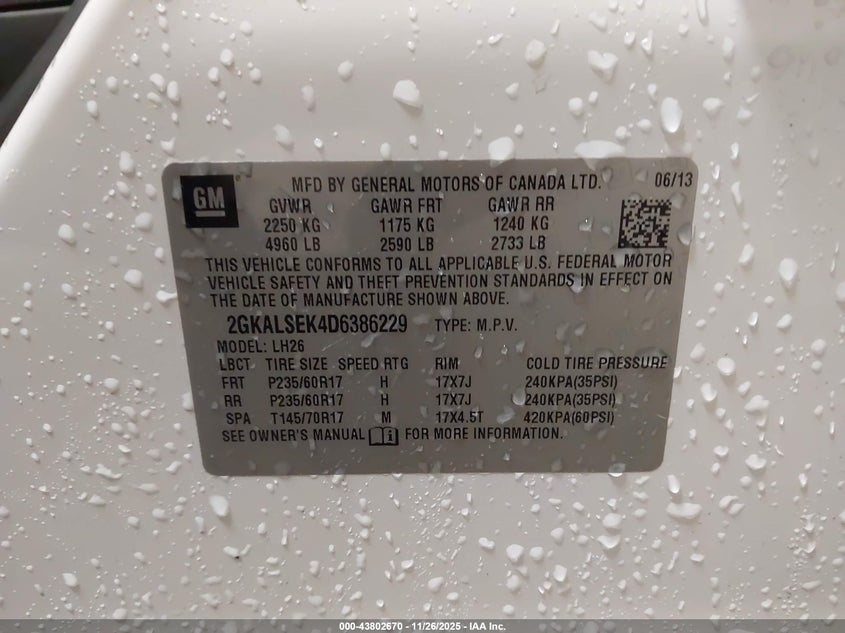 GM
MFD BY GENERAL MOTORS OF CANADA LTD. 06/13
GVWR GAWR FRT GAWR RR
2250 KG 1175 KG 1240 KG
4960 LB 2590 LB 2733 LB
THIS VEHICLE CONFORMS TO ALL APPLICABLE U.S. FEDERAL MOTOR
VEHICLE SAFETY AND THEFT PREVENTION STANDARDS IN EFFECT ON
THE DATE OF MANUFACTURE SHOWN ABOVE.
2GKALSEK4D6386229 TYPE: M.P.V.
MODEL: LH26
LBCT TIRE SIZE SPEED RTG RIM COLD TIRE PRESSURE
FRT P235/60R17 H 17X7J 240KPA(35PSI)
RR P235/60R17 H 17X7J 240KPA(35PSI)
SPA T145/70R17 M 17X4.5T 420KPA(60PSI)
SEE OWNER'S MANUAL FOR MORE INFORMATION.
000-43802670 - 11/26/2025 - IAA Inc.